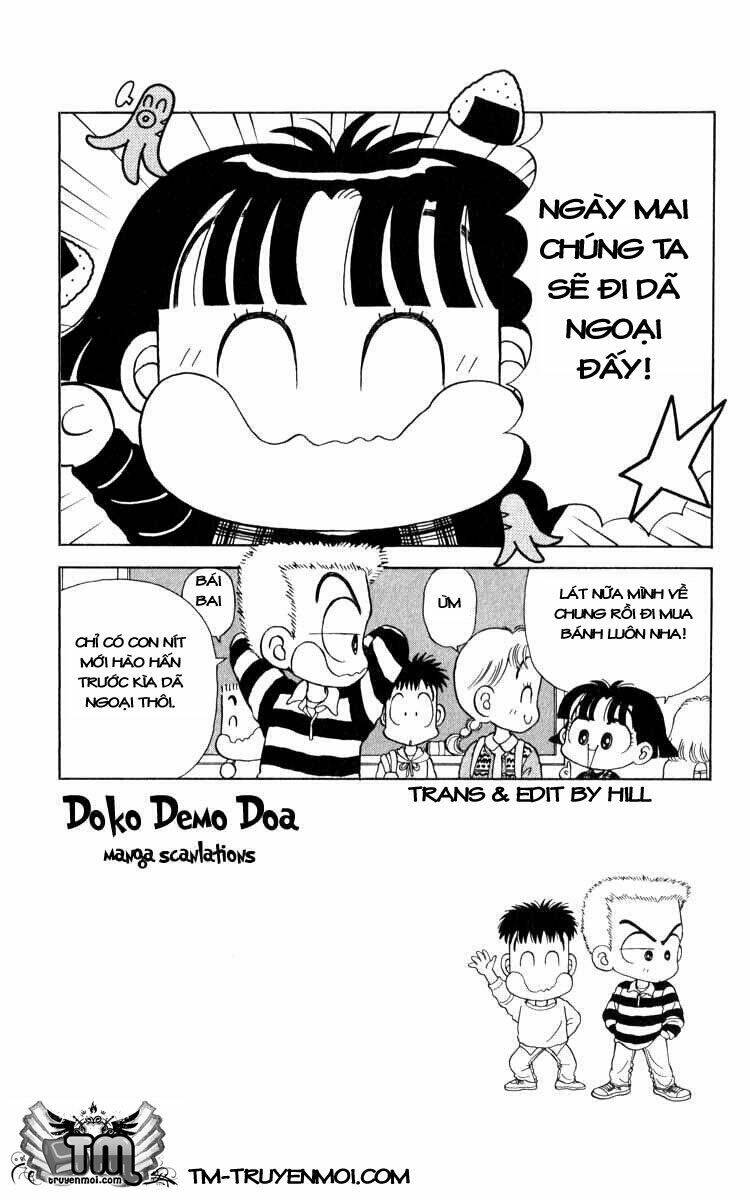 NGÀY MAI
CHÚNG TA
SẼ ĐI DÃ
NGOẠI
ĐẤY!
BÁI
BAI
ỪM
LÁT NỮA MÌNH VỀ
CHUNG RỒI ĐI MUA
BÁNH LUÔN NHA!
CHỈ CÓ CON NÍT
MỚI HÀO HẤN
TRƯỚC KÌA DÃ
NGOẠI THÔI.
TRANS & EDIT BY HILL
Doko Demo Doa
manga scanlations
TM
truyenmoi.com
TM-TRUYENMOI.COM